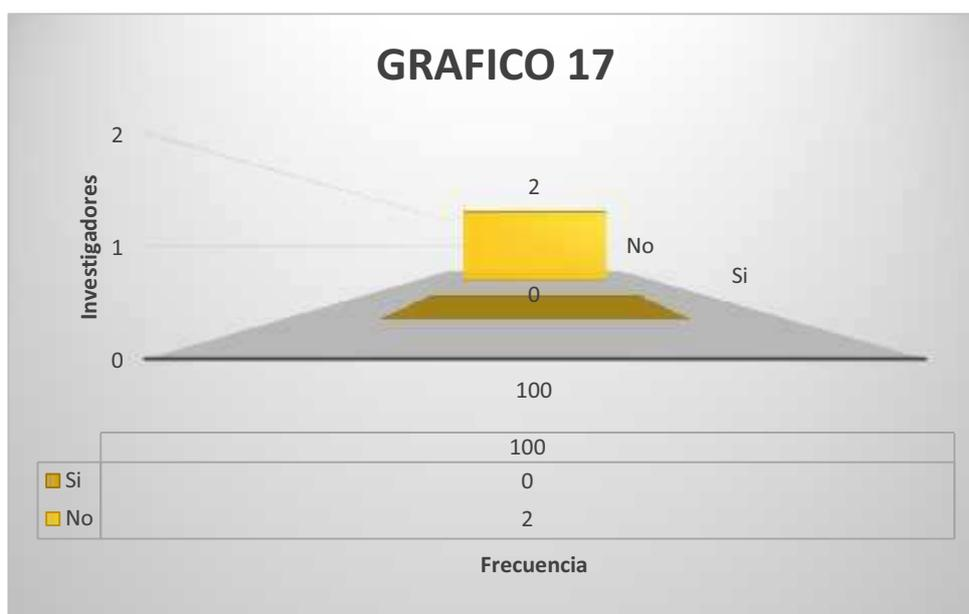 GRAFICO 17
2
2
Investigadores
1
No
Si
0
0
100
100
Si 0
No 2
Frecuencia